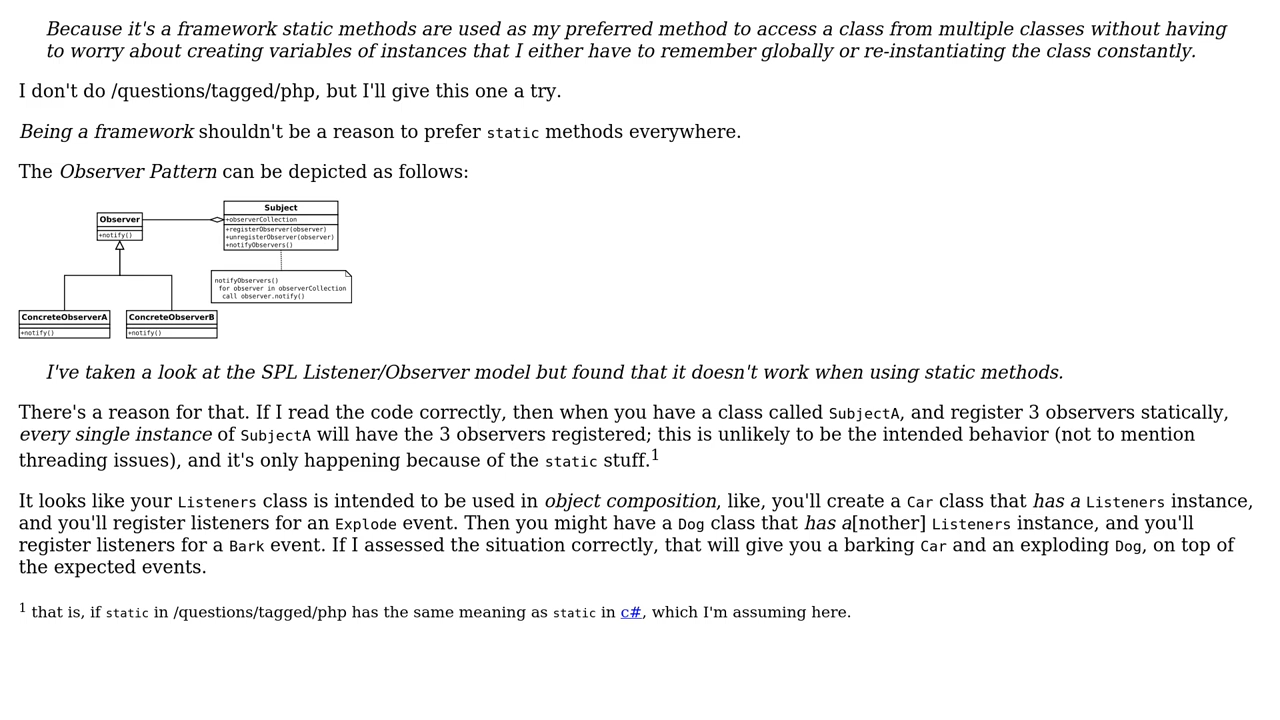 Because it's a framework static methods are used as my preferred method to access a class from multiple classes without having
to worry about creating variables of instances that I either have to remember globally or re-instantiating the class constantly.
I don't do /questions/tagged/php, but I'll give this one a try.
Being a framework shouldn't be a reason to prefer static methods everywhere.
The Observer Pattern can be depicted as follows:
Observer
+notify()
Subject
+observerCollection
+registerObserver(observer)
+unregisterObserver(observer)
+notifyObservers()
notifyObservers()
for observer in observerCollection
call observer.notify()
ConcreteObserverA
+notify()
ConcreteObserverB
+notify()
I've taken a look at the SPL Listener/Observer model but found that it doesn't work when using static methods.
There's a reason for that. If I read the code correctly, then when you have a class called SubjectA, and register 3 observers statically,
every single instance of SubjectA will have the 3 observers registered; this is unlikely to be the intended behavior (not to mention
threading issues), and it's only happening because of the static stuff.1
It looks like your Listeners class is intended to be used in object composition, like, you'll create a Car class that has a Listeners instance,
and you'll register listeners for an Explode event. Then you might have a Dog class that has a[nother] Listeners instance, and you'll
register listeners for a Bark event. If I assessed the situation correctly, that will give you a barking Car and an exploding Dog, on top of
the expected events.
1 that is, if static in /questions/tagged/php has the same meaning as static in c#, which I'm assuming here.